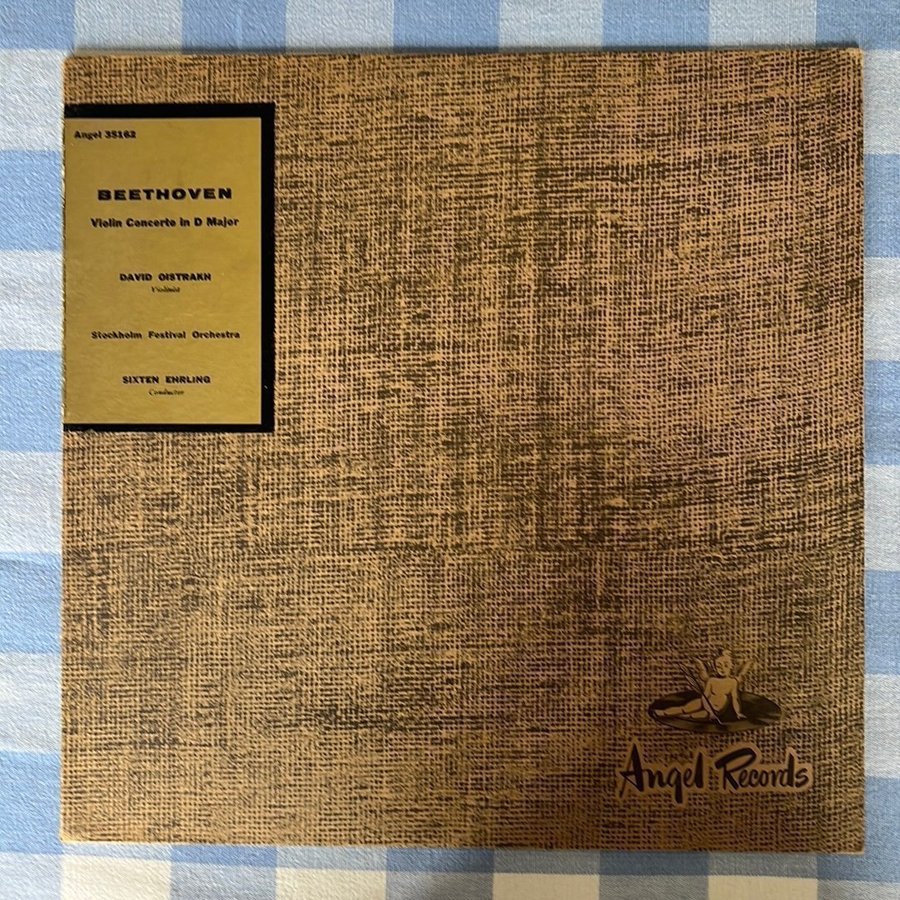 Angel 35162
BEETHOVEN
Violin Concerto in D Major
DAVID OISTRAKH
Violinist
Stockholm Festival Orchestra
SIXTEN EHRLING
Conductor
Angel Records